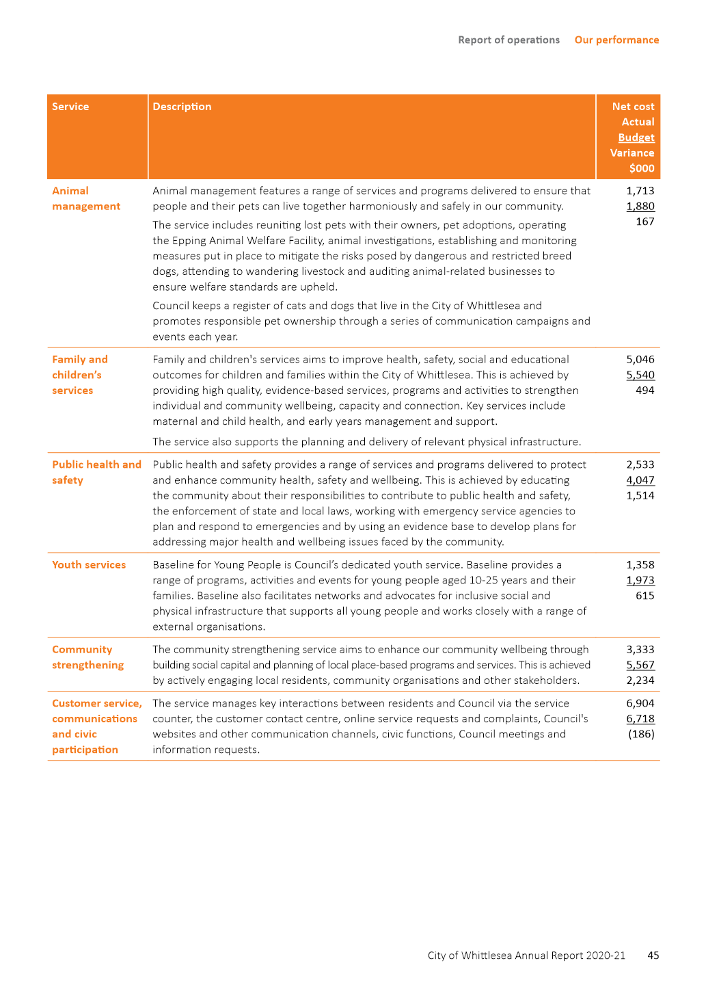 Report of operations Our performance
Service Description Net cost
Actual
Budget
Variance
$000
Animal
management
Animal management features a range of services and programs delivered to ensure that
people and their pets can live together harmoniously and safely in our community.
The service includes reuniting lost pets with their owners, pet adoptions, operating
the Epping Animal Welfare Facility, animal investigations, establishing and monitoring
measures put in place to mitigate the risks posed by dangerous and restricted breed
dogs, attending to wandering livestock and auditing animal-related businesses to
ensure welfare standards are upheld.
Council keeps a register of cats and dogs that live in the City of Whittlesea and
promotes responsible pet ownership through a series of communication campaigns and
events each year.
1,713
1,880
167
Family and
children’s
services
Family and children's services aims to improve health, safety, social and educational
outcomes for children and families within the City of Whittlesea. This is achieved by
providing high quality, evidence-based services, programs and activities to strengthen
individual and community wellbeing, capacity and connection. Key services include
maternal and child health, and early years management and support.
The service also supports the planning and delivery of relevant physical infrastructure.
5,046
5,540
494
Public health and
safety
Public health and safety provides a range of services and programs delivered to protect
and enhance community health, safety and wellbeing. This is achieved by educating
the community about their responsibilities to contribute to public health and safety,
the enforcement of state and local laws, working with emergency service agencies to
plan and respond to emergencies and by using an evidence base to develop plans for
addressing major health and wellbeing issues faced by the community.
2,533
4,047
1,514
Youth services
Baseline for Young People is Council’s dedicated youth service. Baseline provides a
range of programs, activities and events for young people aged 10-25 years and their
families. Baseline also facilitates networks and advocates for inclusive social and
physical infrastructure that supports all young people and works closely with a range of
external organisations.
1,358
1,973
615
Community
strengthening
The community strengthening service aims to enhance our community wellbeing through
building social capital and planning of local place-based programs and services. This is achieved
by actively engaging local residents, community organisations and other stakeholders.
3,333
5,567
2,234
Customer service,
communications
and civic
participation
The service manages key interactions between residents and Council via the service
counter, the customer contact centre, online service requests and complaints, Council's
websites and other communication channels, civic functions, Council meetings and
information requests.
6,904
6,718
(186)
City of Whittlesea Annual Report 2020-21 45